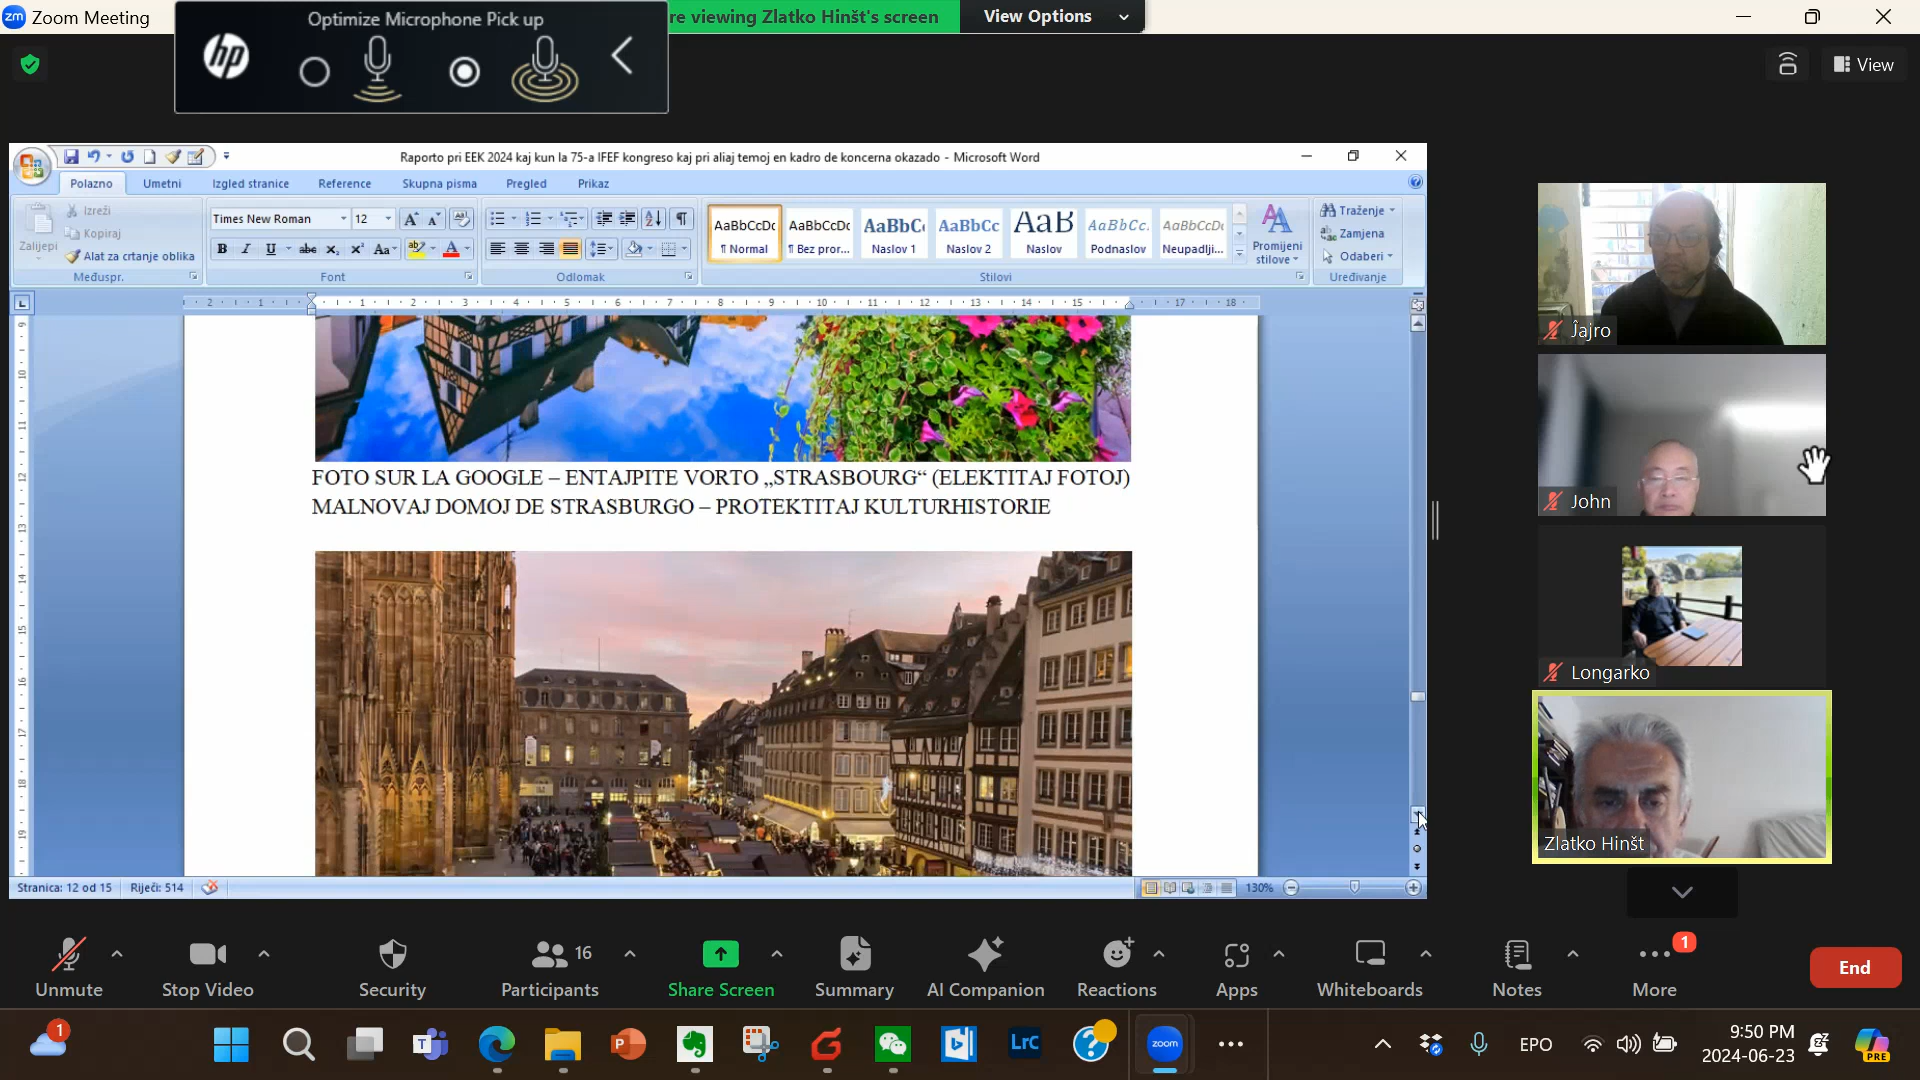 Zoom Meeting
Optimize Microphone Pick up
re viewing Zlatko Hinšt's screen
View Options
hp
View
Raporto pri EEK 2024 kaj kun la 75-a IFEF kongreso kaj pri aliaj temoj en kadro de koncerna okazado - Microsoft Word
Polazno Umetni Izgled stranice Reference Skupna pisma Pregled Prikaz
Zalijepi
Izreži
Kopiraj
Alat za crtanje oblika
Međuspr.
Times New Roman 12
Font
Odlomak
AaBbCcDc AaBbCcDc AaBbC AaBbCc AaB AaBbCc. AaBbCcDc
¶ Normal ¶ Bez pror... Naslov 1 Naslov 2 Naslov Podnaslov Neupadlji...
Promijeni stilove
Stilovi
Traženje
Zamjena
Odaberi
Uređivanje
FOTO SUR LA GOOGLE – ENTAJPITE VORTO „STRASBOURG“ (ELEKTITAJ FOTOJ)
MALNOVAJ DOMOJ DE STRASBURGO – PROTEKTITAJ KULTURHISTORIE
Stranica: 12 od 15 Riječi: 514
130%
Ĵajro
John
Longarko
Zlatko Hinšt
Unmute
Stop Video
Security
16
Participants
Share Screen
Summary
AI Companion
Reactions
Apps
Whiteboards
Notes
1
More
End
1
LrC
zoom
EPO
9:50 PM
2024-06-23
PRE